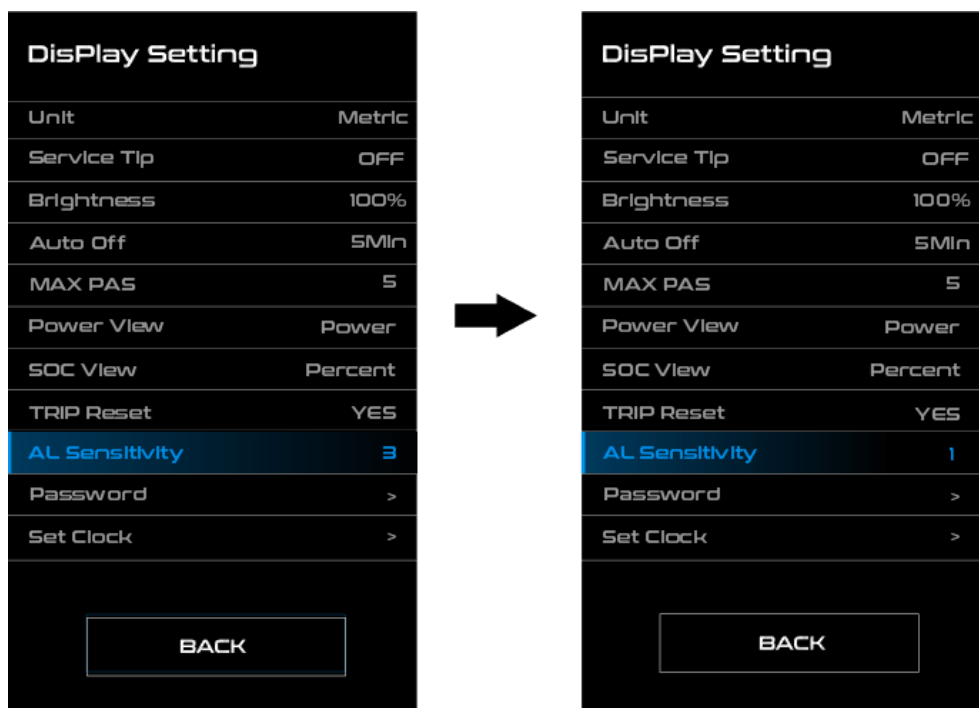 DisPlay Setting
Unit Metric
Service Tip OFF
Brightness 100%
Auto Off 5Min
MAX PAS 5
Power View Power
SOC View Percent
TRIP Reset YES
AL Sensitivity 3
Password >
Set Clock >
BACK
DisPlay Setting
Unit Metric
Service Tip OFF
Brightness 100%
Auto Off 5Min
MAX PAS 5
Power View Power
SOC View Percent
TRIP Reset YES
AL Sensitivity 1
Password >
Set Clock >
BACK